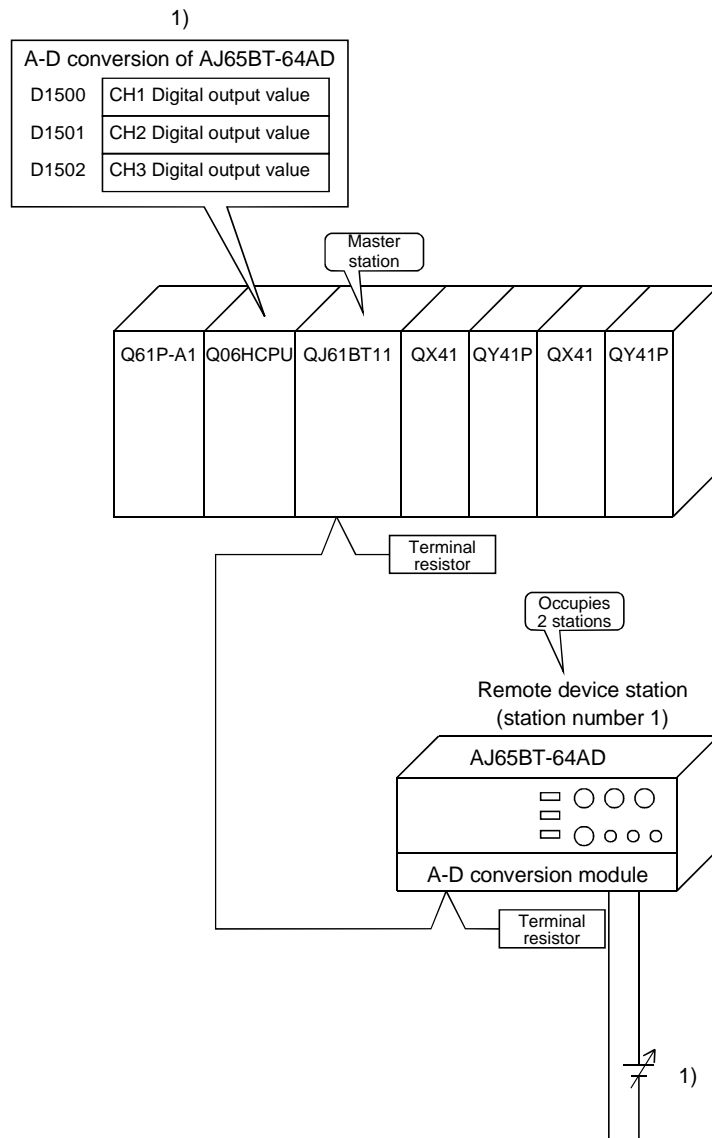 1)
A-D conversion of AJ65BT-64AD
D1500 CH1 Digital output value
D1501 CH2 Digital output value
D1502 CH3 Digital output value
Master
station
Q61P-A1 Q06HCPU QJ61BT11 QX41 QY41P QX41 QY41P
Terminal
resistor
Occupies
2 stations
Remote device station
(station number 1)
AJ65BT-64AD
A-D conversion module
Terminal
resistor
1)